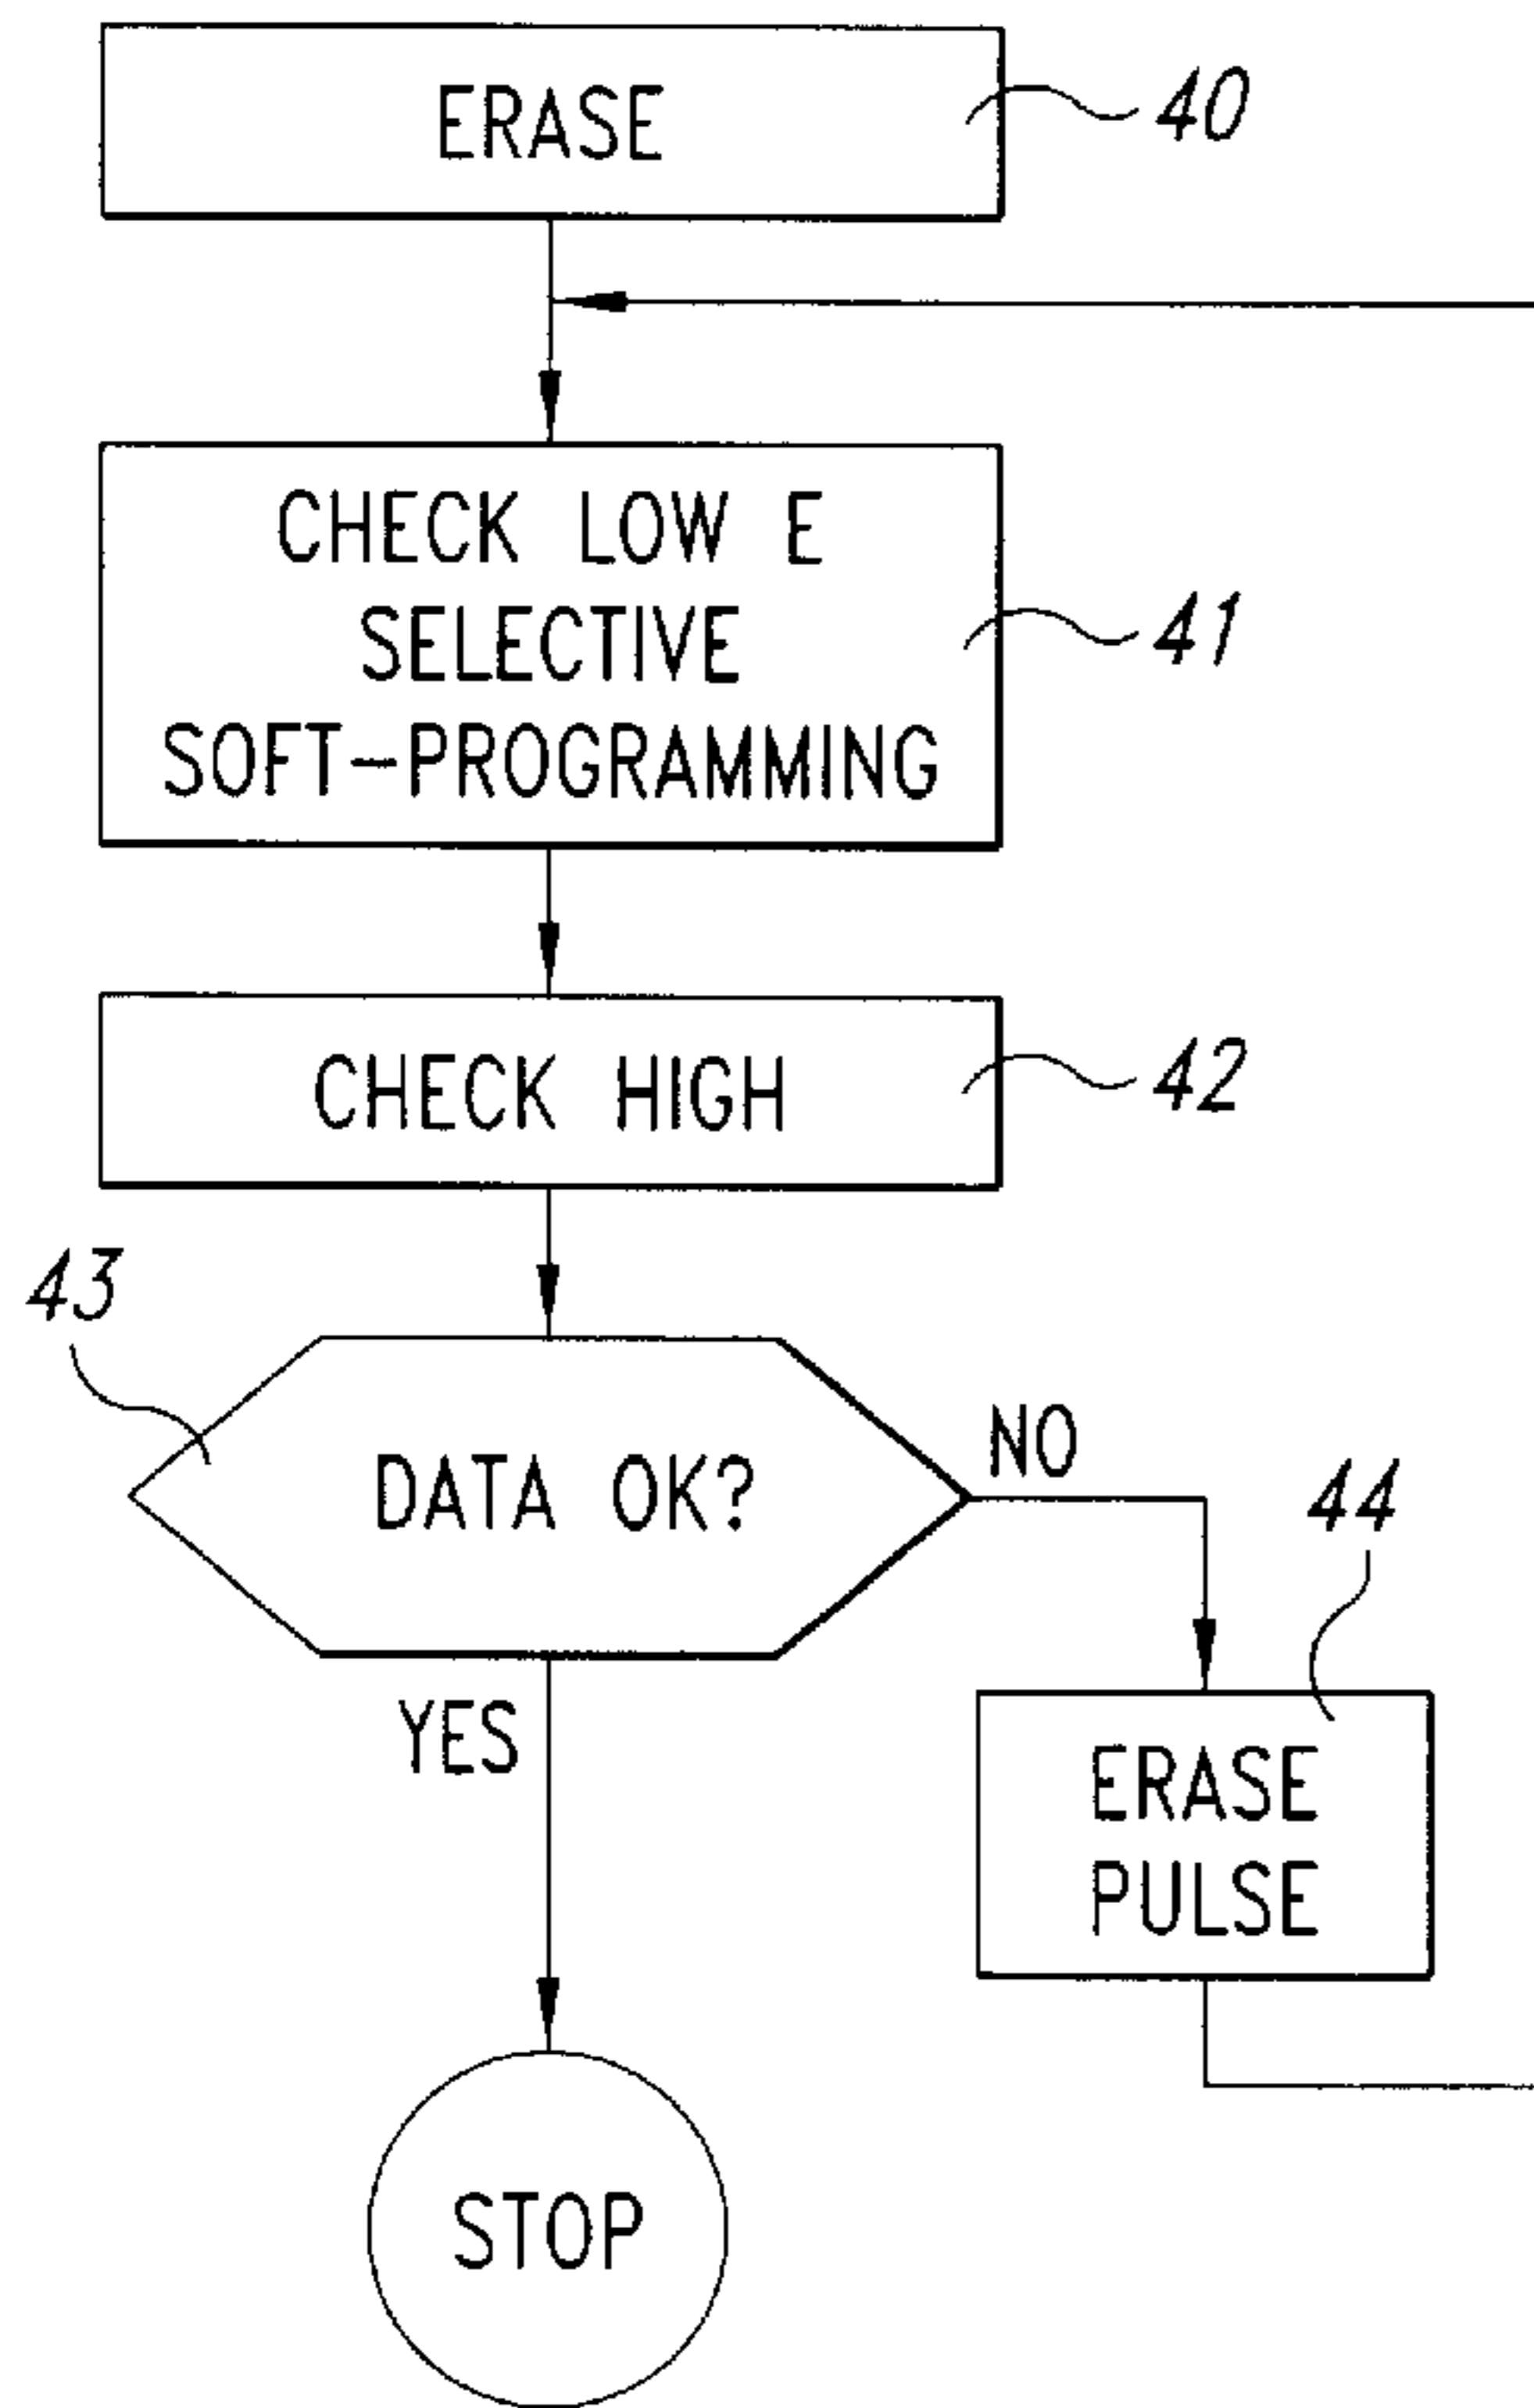 ERASE
40
CHECK LOW E
SELECTIVE
SOFT-PROGRAMMING
41
CHECK HIGH
42
43
DATA OK?
NO
44
YES
ERASE
PULSE
STOP